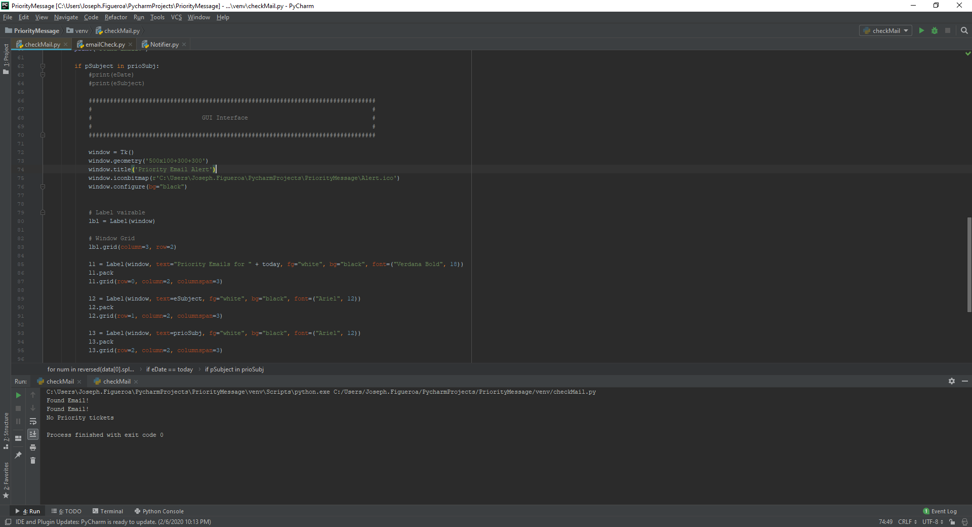 PriorityMessage [C:\Users\Joseph.Figueroa\PycharmProjects\PriorityMessage] - ...\venv\checkMail.py - PyCharm
File Edit View Navigate Code Refactor Run Tools VCS Window Help
PriorityMessage venv checkMail.py checkMail
checkMail.py emailCheck.py Notifier.py
1: Project
61
62 if pSubject in prioSubj:
63 #print(eDate)
64 #print(eSubject)
65
66 ################################################################################
67 # #
68 # GUI Interface #
69 # #
70 ################################################################################
71
72 window = Tk()
73 window.geometry('500x100+300+300')
74 window.title('Priority Email Alert')
75 window.iconbitmap(r'C:\Users\Joseph.Figueroa\PycharmProjects\PriorityMessage\Alert.ico')
76 window.configure(bg="black")
77
78
79 # Label vairable
80 lbl = Label(window)
81
82 # Window Grid
83 lbl.grid(column=3, row=2)
84
85 l1 = Label(window, text="Priority Emails for " + today, fg="white", bg="black", font=("Verdana Bold", 18))
86 l1.pack
87 l1.grid(row=0, column=2, columnspan=3)
88
89 l2 = Label(window, text=eSubject, fg="white", bg="black", font=("Ariel", 12))
90 l2.pack
91 l2.grid(row=1, column=2, columnspan=3)
92
93 l3 = Label(window, text=prioSubj, fg="white", bg="black", font=("Ariel", 12))
94 l3.pack
95 l3.grid(row=2, column=2, columnspan=3)
96
for num in reversed(data[0].spl... › if eDate == today › if pSubject in prioSubj
Run: checkMail checkMail
C:\Users\Joseph.Figueroa\PycharmProjects\PriorityMessage\venv\Scripts\python.exe C:/Users/Joseph.Figueroa/PycharmProjects/PriorityMessage/venv/checkMail.py
Found Email!
Found Email!
No Priority tickets
Process finished with exit code 0
Z: Structure
2: Favorites
4: Run 6: TODO Terminal Python Console Event Log
IDE and Plugin Updates: PyCharm is ready to update. (2/6/2020 10:13 PM) 74:49 CRLF UTF-8